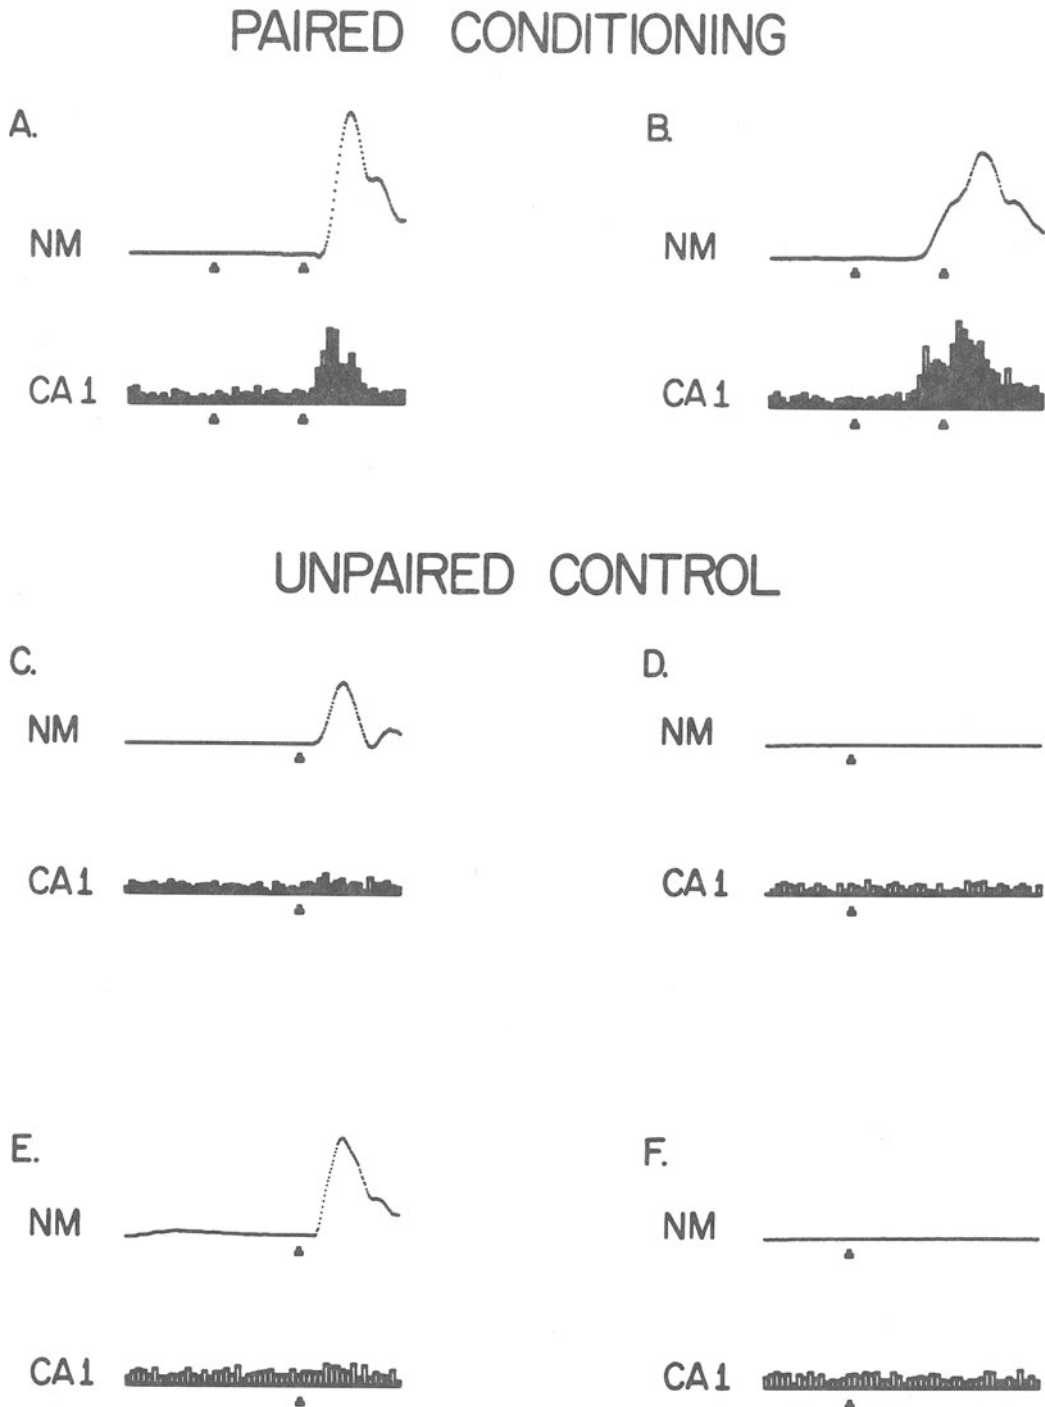 PAIRED CONDITIONING
A.
B.
NM
NM
CA1
CA1
UNPAIRED CONTROL
C.
D.
NM
NM
CA1
CA1
E.
F.
NM
NM
CA1
CA1